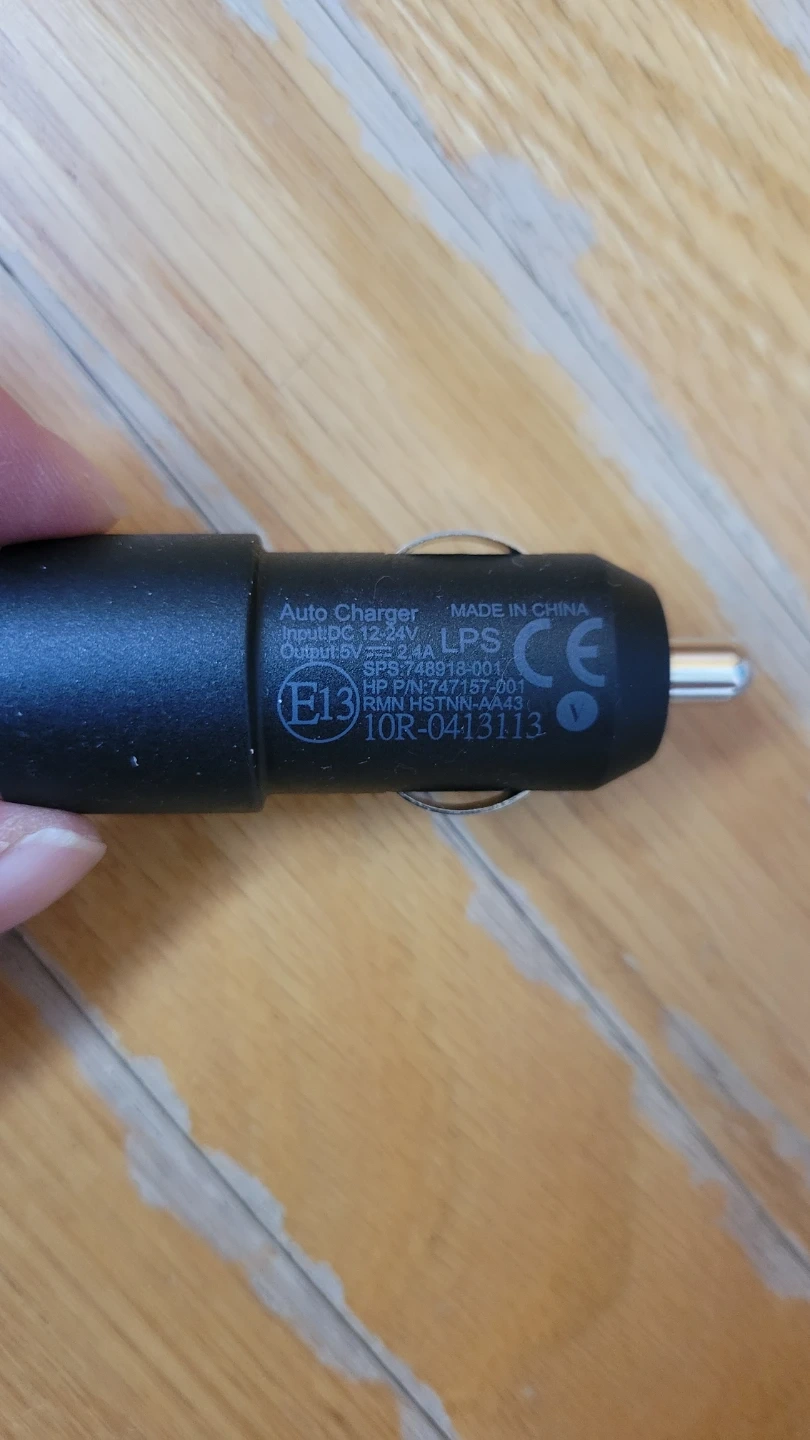 Auto Charger MADE IN CHINA
Input:DC 12-24V
Output:5V⎓2.4A LPS CE
SPS:748918-001
HP P/N:747157-001
E13 RMN HSTNN-AA43 V
10R-0413113